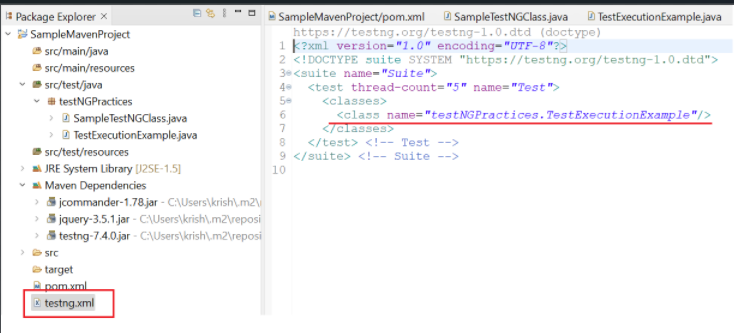 Package Explorer
SampleMavenProject
src/main/java
src/main/resources
src/test/java
testNGPractices
SampleTestNGClass.java
TestExecutionExample.java
src/test/resources
JRE System Library [J2SE-1.5]
Maven Dependencies
jcommander-1.78.jar - C:\Users\krish\.m2\reposi
jquery-3.5.1.jar - C:\Users\krish\.m2\reposi
testng-7.4.0.jar - C:\Users\krish\.m2\reposi
src
target
pom.xml
testng.xml
SampleMavenProject/pom.xml SampleTestNGClass.java TestExecutionExample.java
https://testng.org/testng-1.0.dtd (doctype)
1 <?xml version="1.0" encoding="UTF-8"?>
2 <!DOCTYPE suite SYSTEM "https://testng.org/testng-1.0.dtd">
3 <suite name="Suite">
4 <test thread-count="5" name="Test">
5 <classes>
6 <class name="testNGPractices.TestExecutionExample"/>
7 </classes>
8 </test> <!-- Test -->
9 </suite> <!-- Suite -->
10